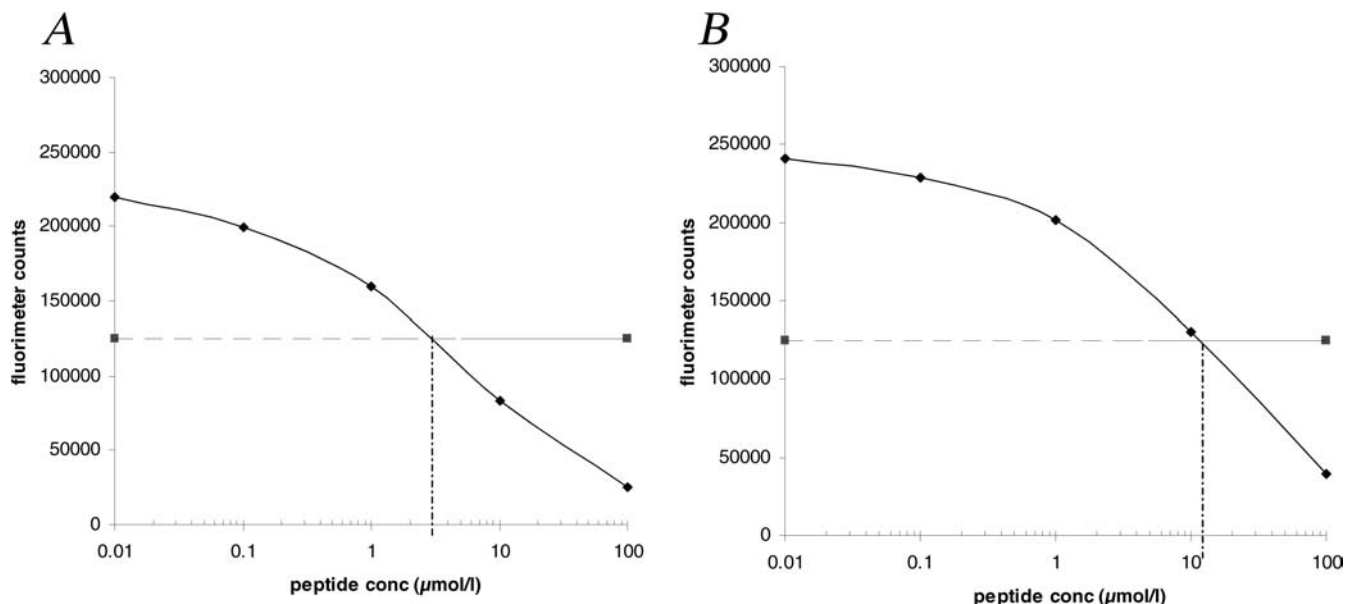 A
300000
250000
200000
150000
100000
50000
0
fluorimeter counts
0.01 0.1 1 10 100
peptide conc (µmol/l)
B
300000
250000
200000
150000
100000
50000
0
fluorimeter counts
0.01 0.1 1 10 100
peptide conc (µmol/l)